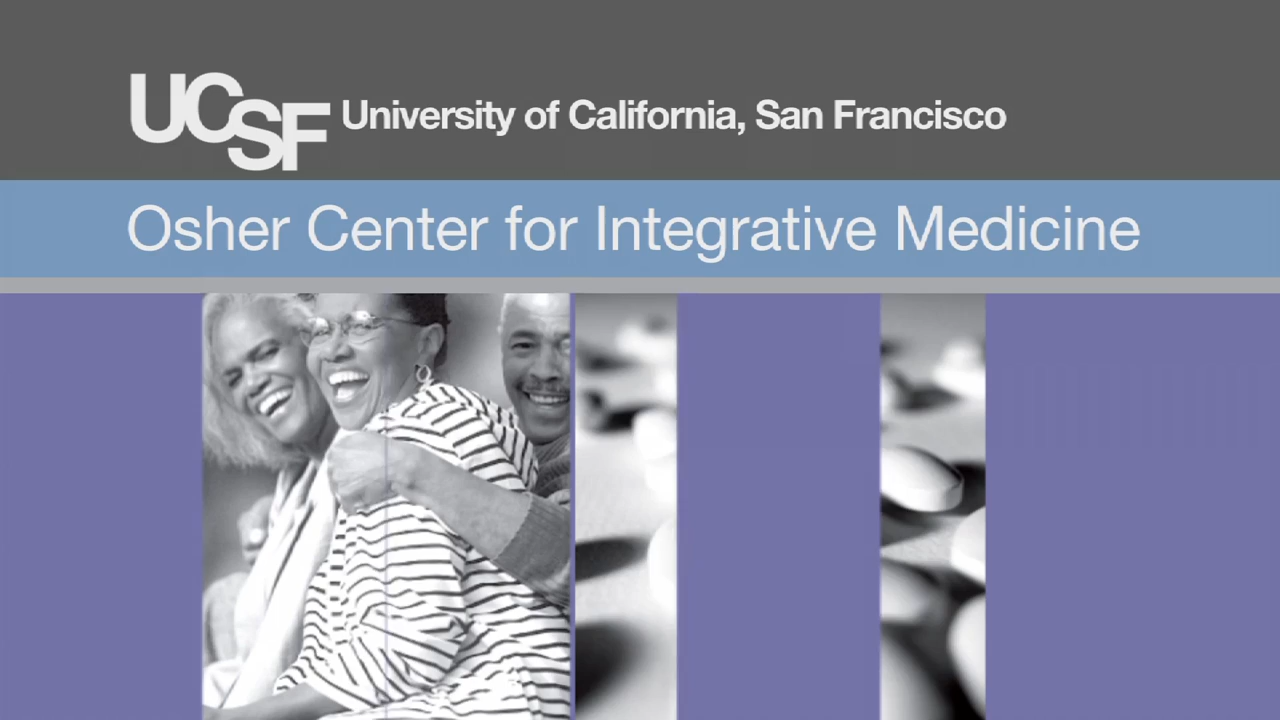 UCSF University of California, San Francisco
Osher Center for Integrative Medicine